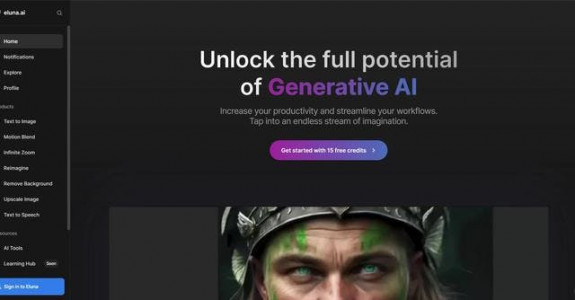 eluna.ai
Home
Notifications
Explore
Profile
Text to Image
Motion Blend
Infinite Zoom
Reimagine
Remove Background
Upscale Image
Text to Speech
AI Tools
Learning Hub Soon
Sign in to Eluna
Unlock the full potential
of Generative AI
Increase your productivity and streamline your workflows.
Tap into an endless stream of imagination.
Get started with 15 free credits